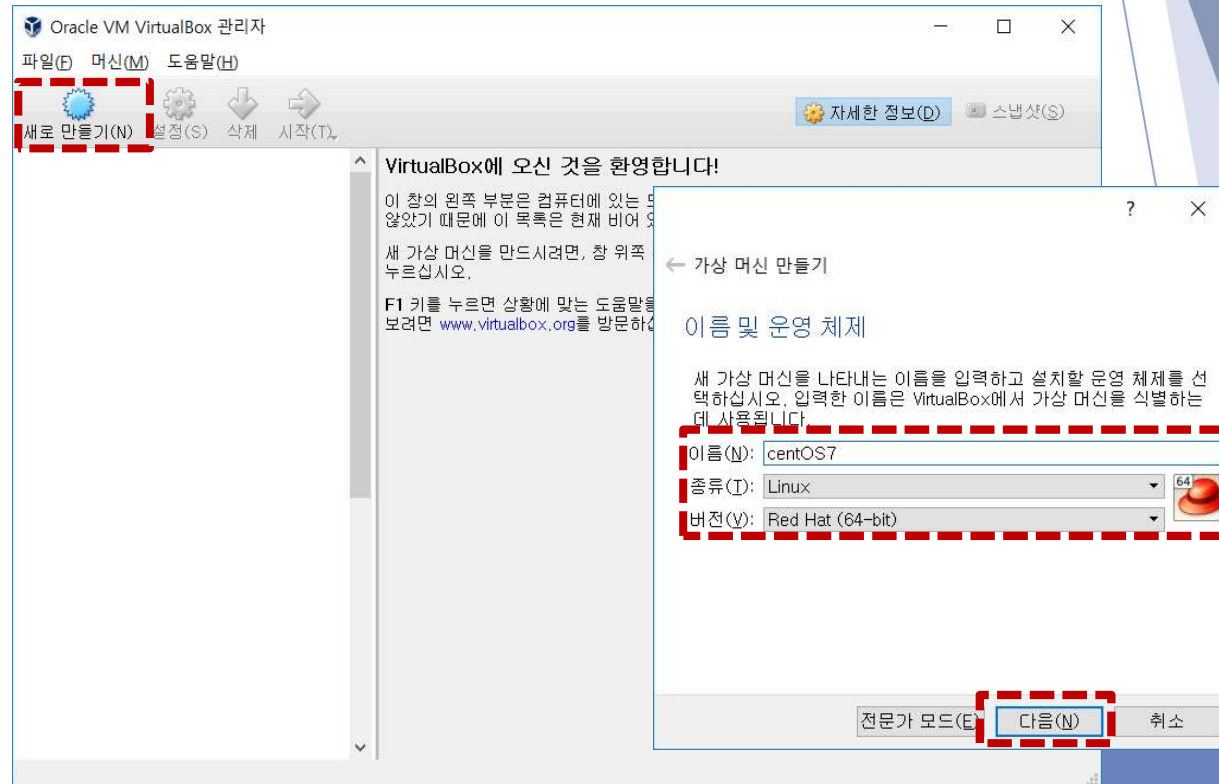 Oracle VM VirtualBox 관리자
파일(F) 머신(M) 도움말(H)
새로 만들기(N) 설정(S) 삭제 시작(T) 자세한 정보(D) 스냅샷(S)
VirtualBox에 오신 것을 환영합니다!
이 창의 왼쪽 부분은 컴퓨터에 있는
않았기 때문에 이 목록은 현재 비어
새 가상 머신을 만드시려면, 창 위쪽
누르십시오.
F1 키를 누르면 상황에 맞는 도움말을
보려면 www.virtualbox.org를 방문하
?
← 가상 머신 만들기
이름 및 운영 체제
새 가상 머신을 나타내는 이름을 입력하고 설치할 운영 체제를 선
택하십시오. 입력한 이름은 VirtualBox에서 가상 머신을 식별하는
데 사용됩니다.
이름(N): centOS7
종류(T): Linux
64
버전(V): Red Hat (64-bit)
전문가 모드(E) 다음(N) 취소